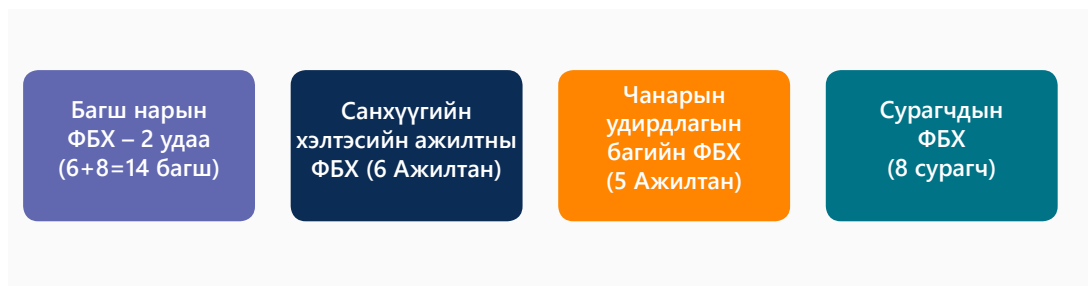 Багш нарын
ФБХ – 2 удаа
(6+8=14 багш)
Санхүүгийн
хэлтэсийн ажилтны
ФБХ (6 Ажилтан)
Чанарын
удирдлагын
багийн ФБХ
(5 Ажилтан)
Сурагчдын
ФБХ
(8 сурагч)